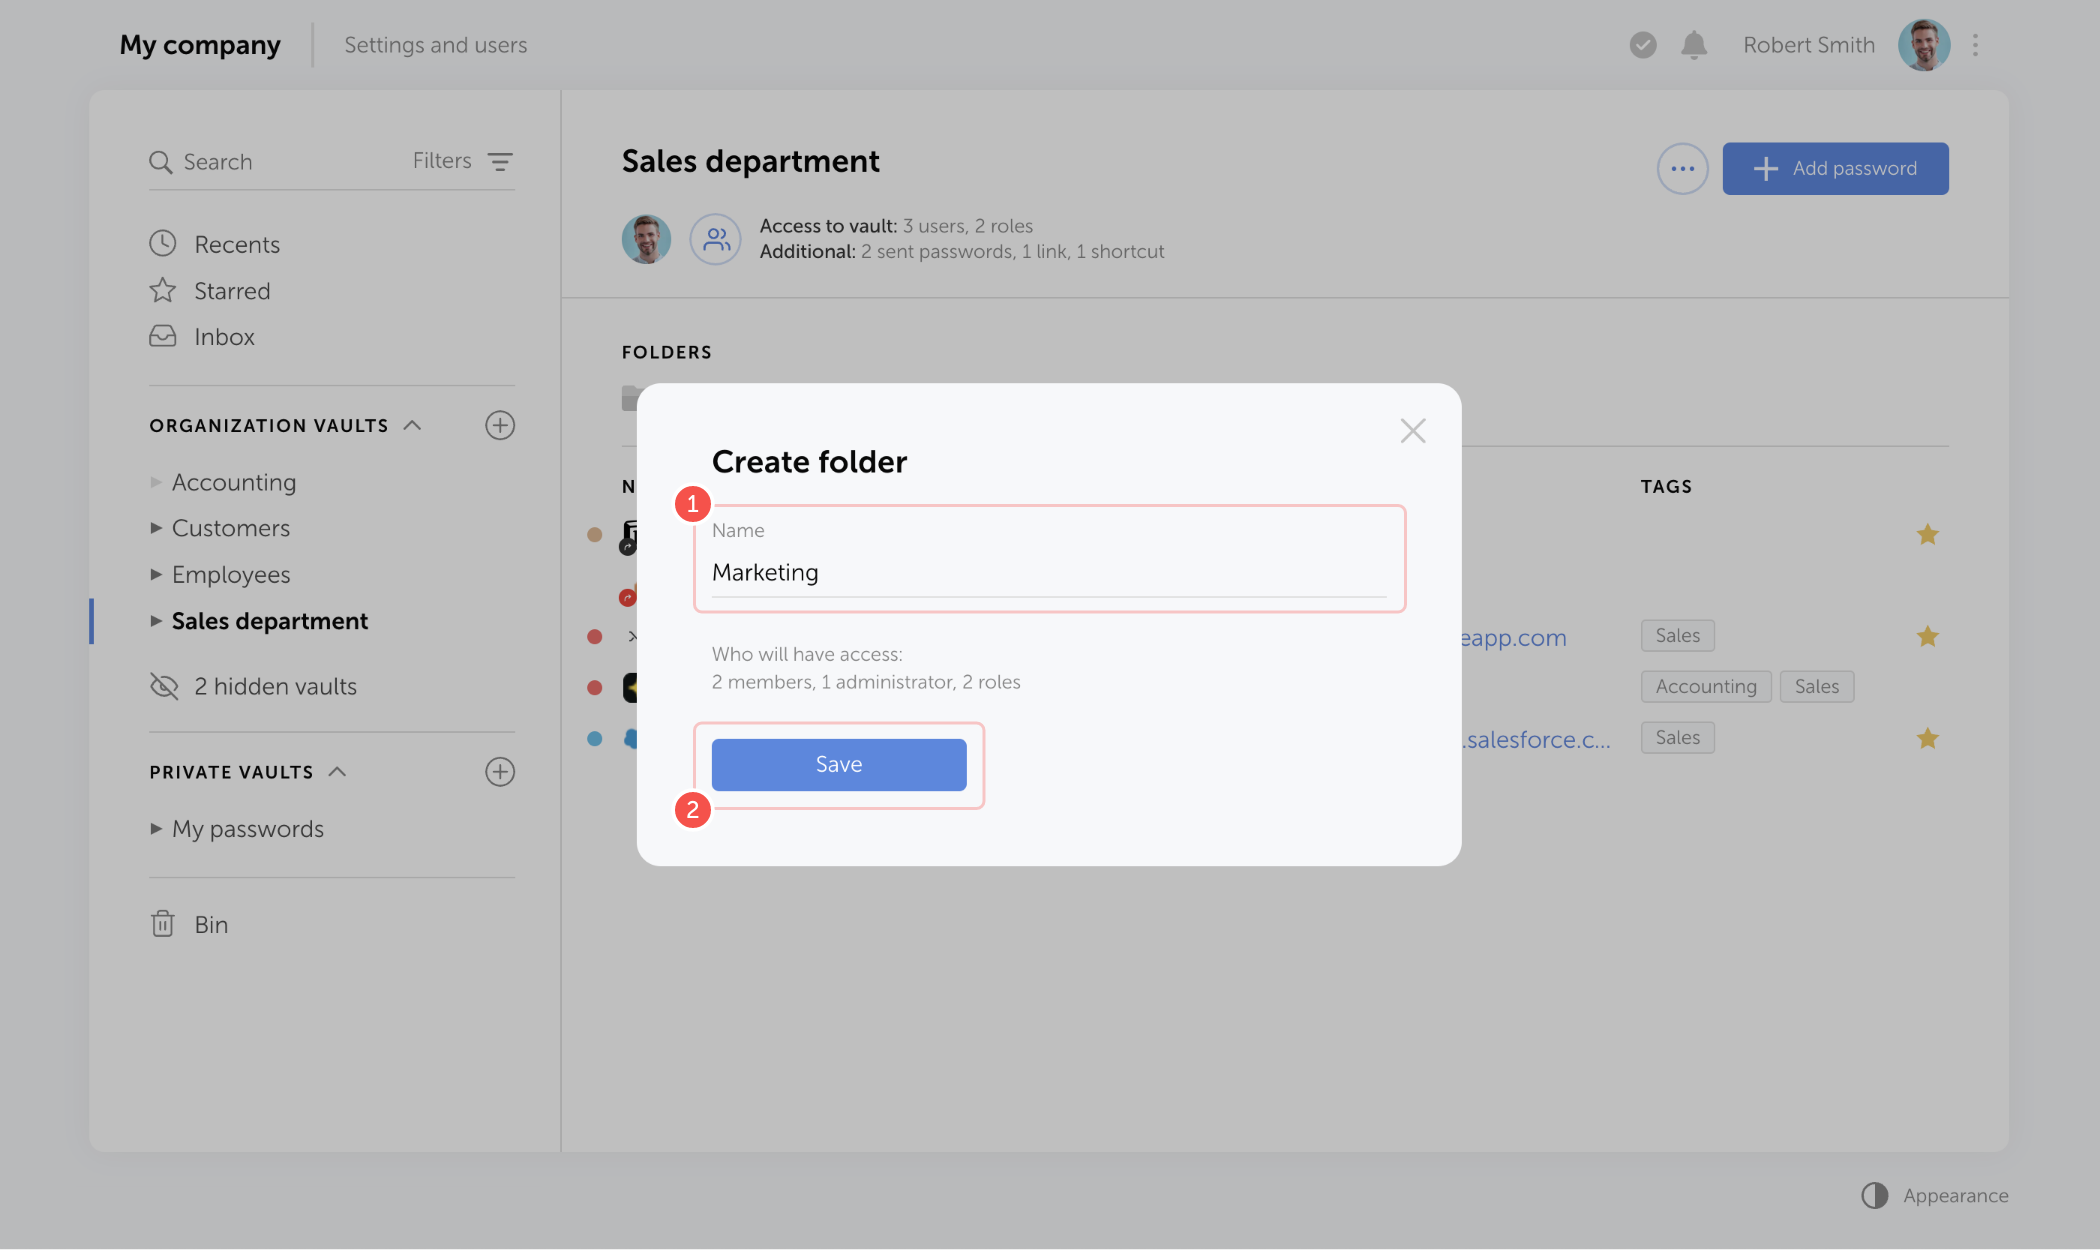 My company
Settings and users
Robert Smith
Search
Filters
Recents
Starred
Inbox
ORGANIZATION VAULTS
Accounting
Customers
Employees
Sales department
2 hidden vaults
PRIVATE VAULTS
My passwords
Bin
Sales department
Add password
Access to vault: 3 users, 2 roles
Additional: 2 sent passwords, 1 link, 1 shortcut
FOLDERS
N
TAGS
eapp.com
Sales
Accounting
Sales
.salesforce.c...
Sales
Create folder
1
Name
Marketing
Who will have access:
2 members, 1 administrator, 2 roles
Save
2
Appearance